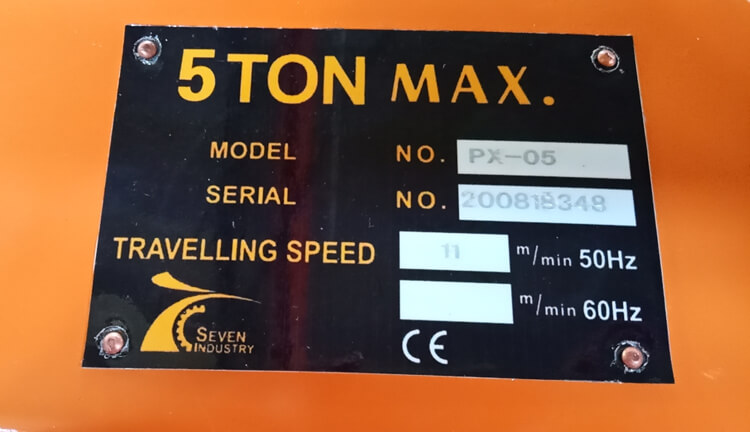 5 TON MAX.
MODEL NO. PX-05
SERIAL NO. 200818348
TRAVELLING SPEED 11 m/min 50Hz
m/min 60Hz
SEVEN
INDUSTRY
CE